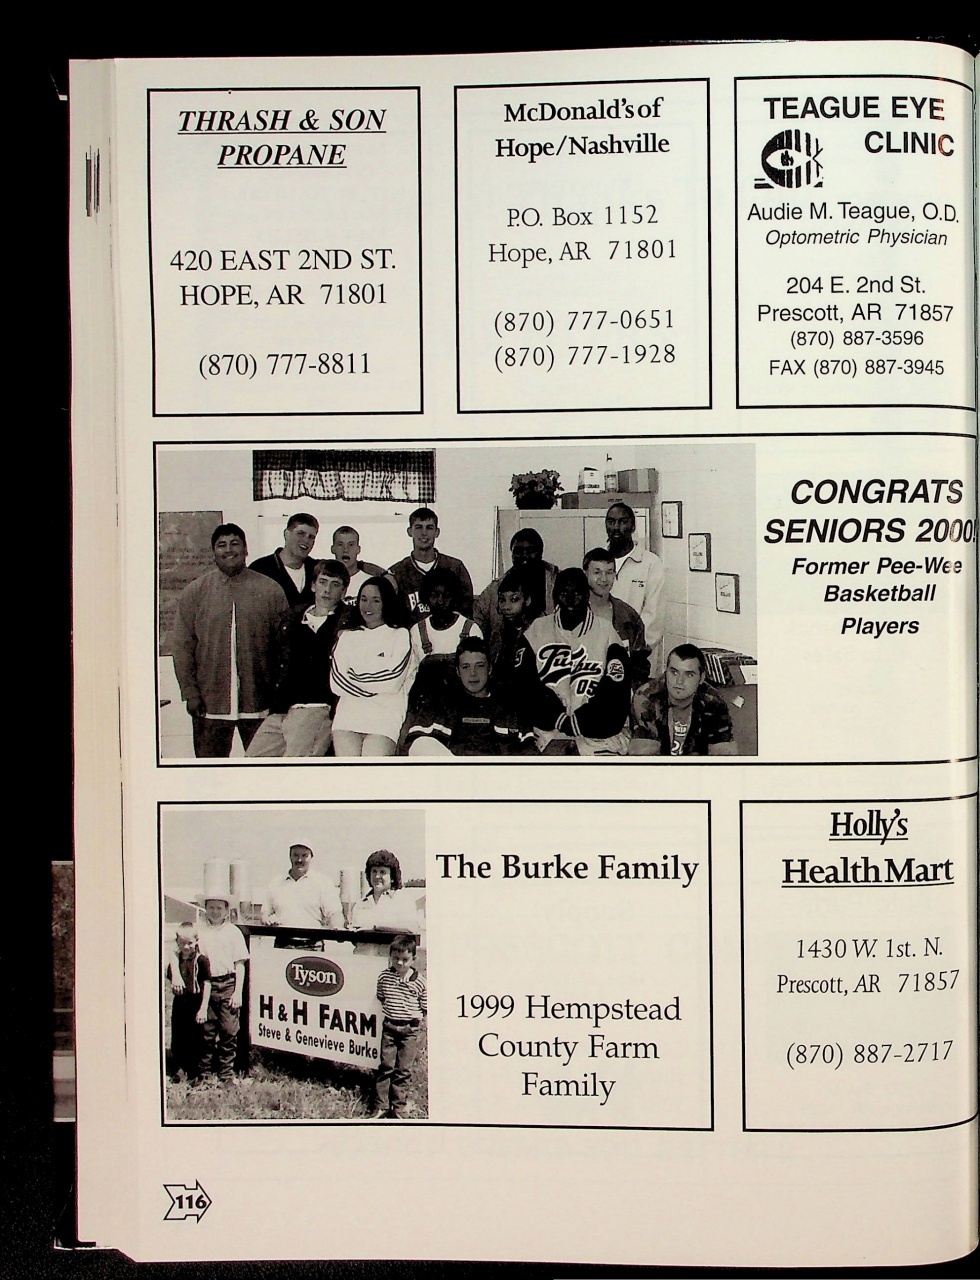 THRASH & SON
PROPANE
420 EAST 2ND ST.
HOPE, AR 71801
(870) 777-8811
McDonald's of
Hope/Nashville
P.O. Box 1152
Hope, AR 71801
(870) 777-0651
(870) 777-1928
TEAGUE EYE
CLINIC
Audie M. Teague, O.D.
Optometric Physician
204 E. 2nd St.
Prescott, AR 71857
(870) 887-3596
FAX (870) 887-3945
CONGRATS
SENIORS 2000!
Former Pee-Wee
Basketball
Players
Fubu
05
The Burke Family
1999 Hempstead
County Farm
Family
Tyson
H & H FARM
Steve & Genevieve Burke
Holly's
Health Mart
1430 W. 1st. N.
Prescott, AR 71857
(870) 887-2717
116